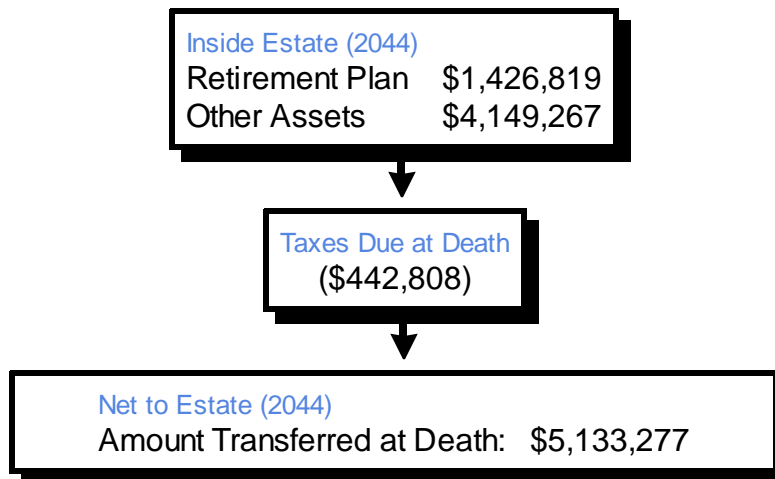 Inside Estate (2044)
Retirement Plan $1,426,819
Other Assets $4,149,267
Taxes Due at Death
($442,808)
Net to Estate (2044)
Amount Transferred at Death: $5,133,277